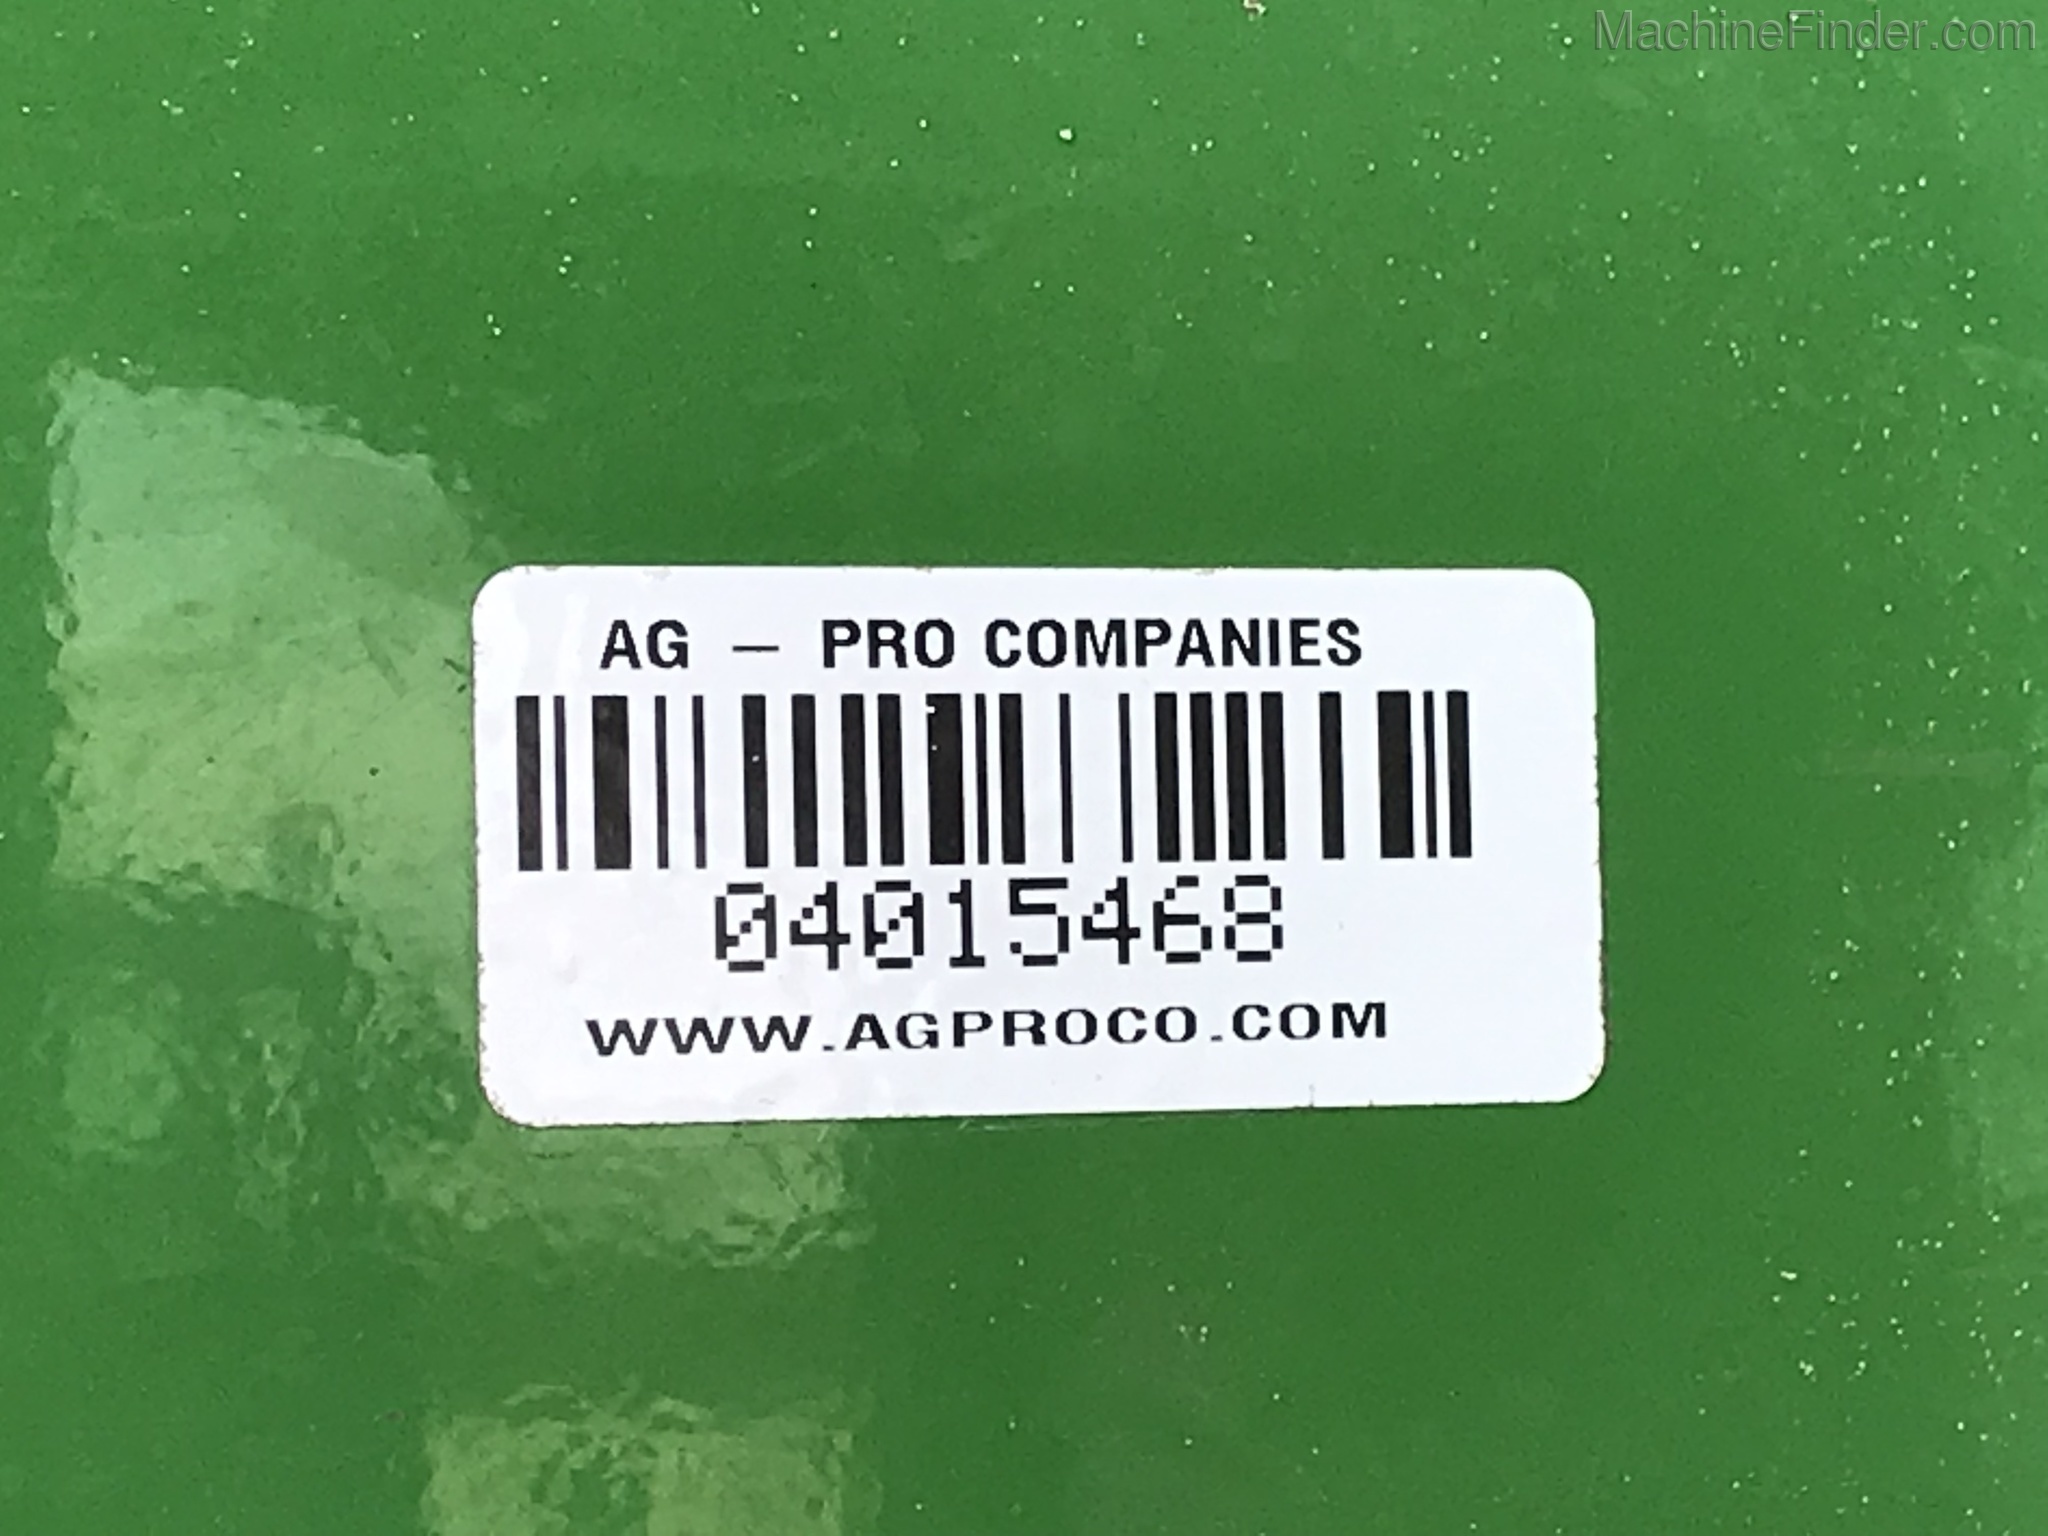 MachineFinder.com
AG – PRO COMPANIES
04015468
WWW.AGPROCO.COM